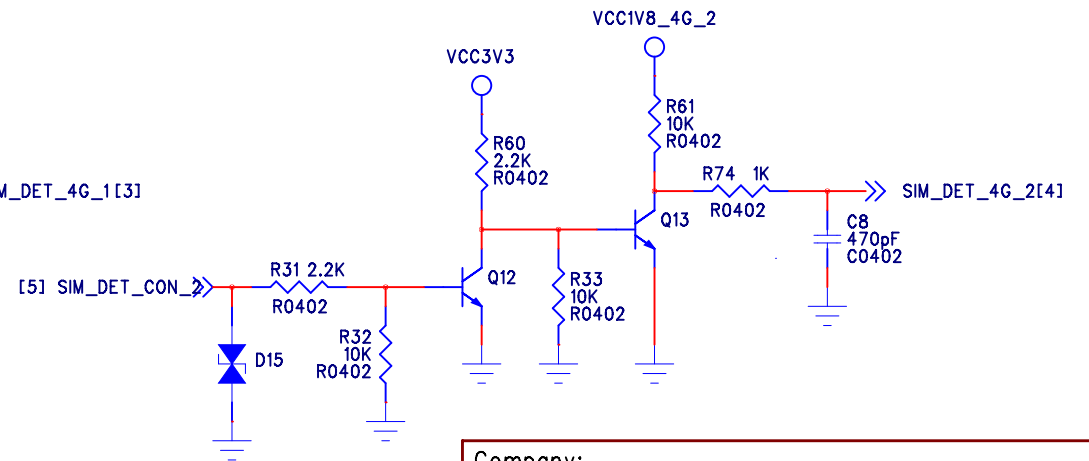 VCC1V8_4G_2
VCC3V3
R61
10K
R0402
R60
2.2K
R0402
M_DET_4G_1[3]
R74 1K
R0402
SIM_DET_4G_2[4]
Q13
C8
470pF
C0402
[5] SIM_DET_CON_2
R31 2.2K
R0402
Q12
R33
10K
R0402
R32
10K
R0402
D15
Company: